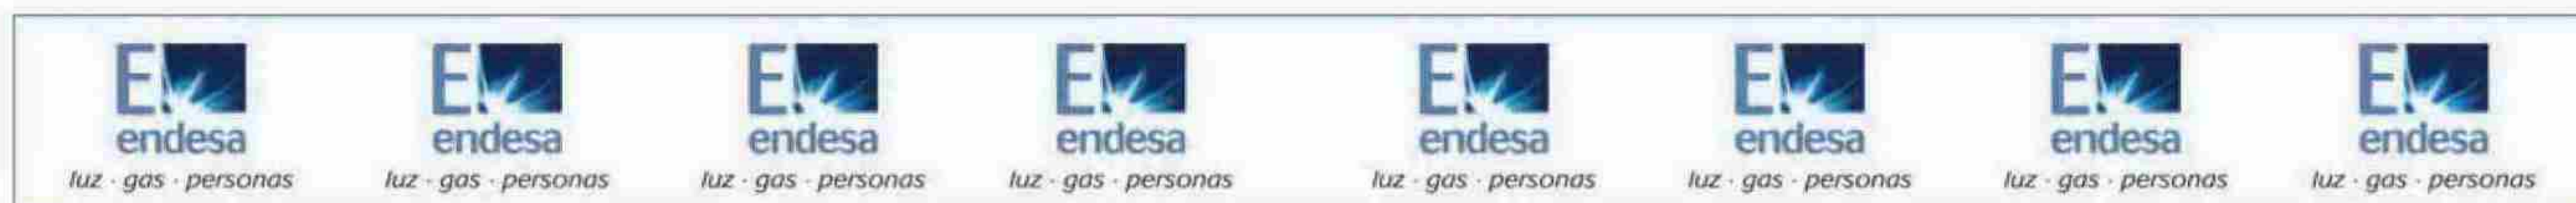 E. E. E. E. E. E. E. E.
endesa endesa endesa endesa endesa endesa endesa endesa
luz · gas · personas luz · gas · personas luz · gas · personas luz · gas · personas luz · gas · personas luz · gas · personas luz · gas · personas luz · gas · personas